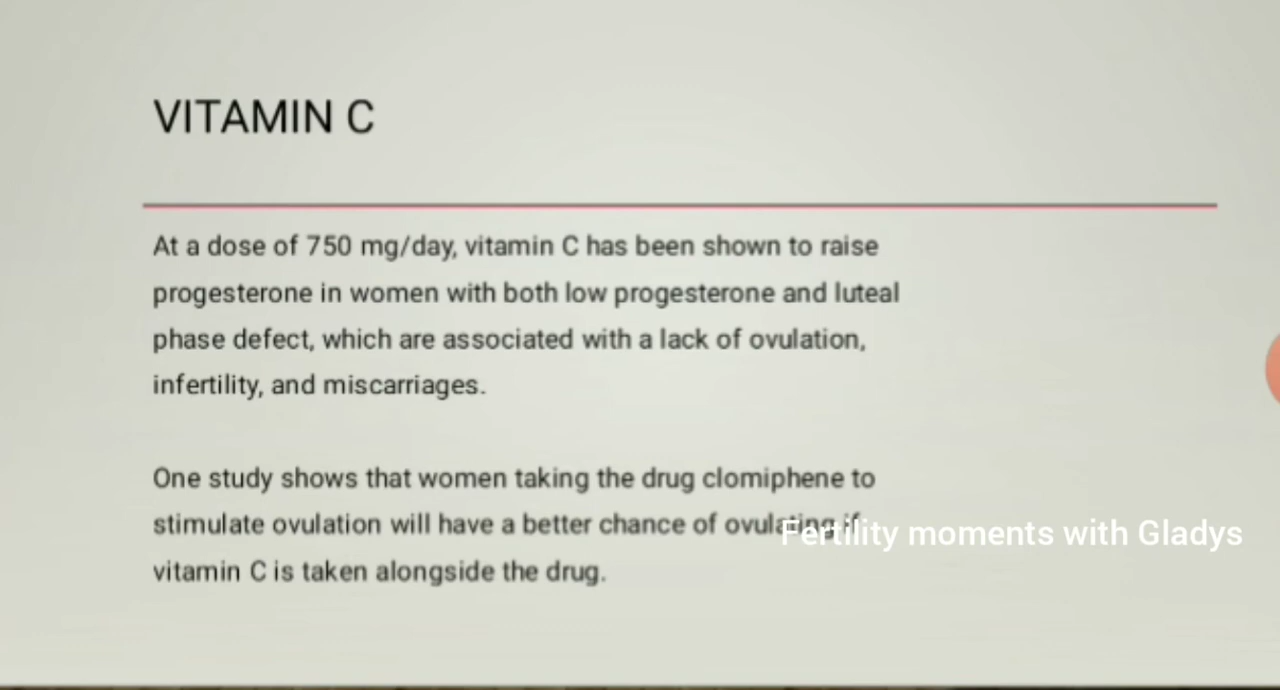 VITAMIN C
At a dose of 750 mg/day, vitamin C has been shown to raise
progesterone in women with both low progesterone and luteal
phase defect, which are associated with a lack of ovulation,
infertility, and miscarriages.
One study shows that women taking the drug clomiphene to
stimulate ovulation will have a better chance of ovulating if
vitamin C is taken alongside the drug.
Fertility moments with Gladys